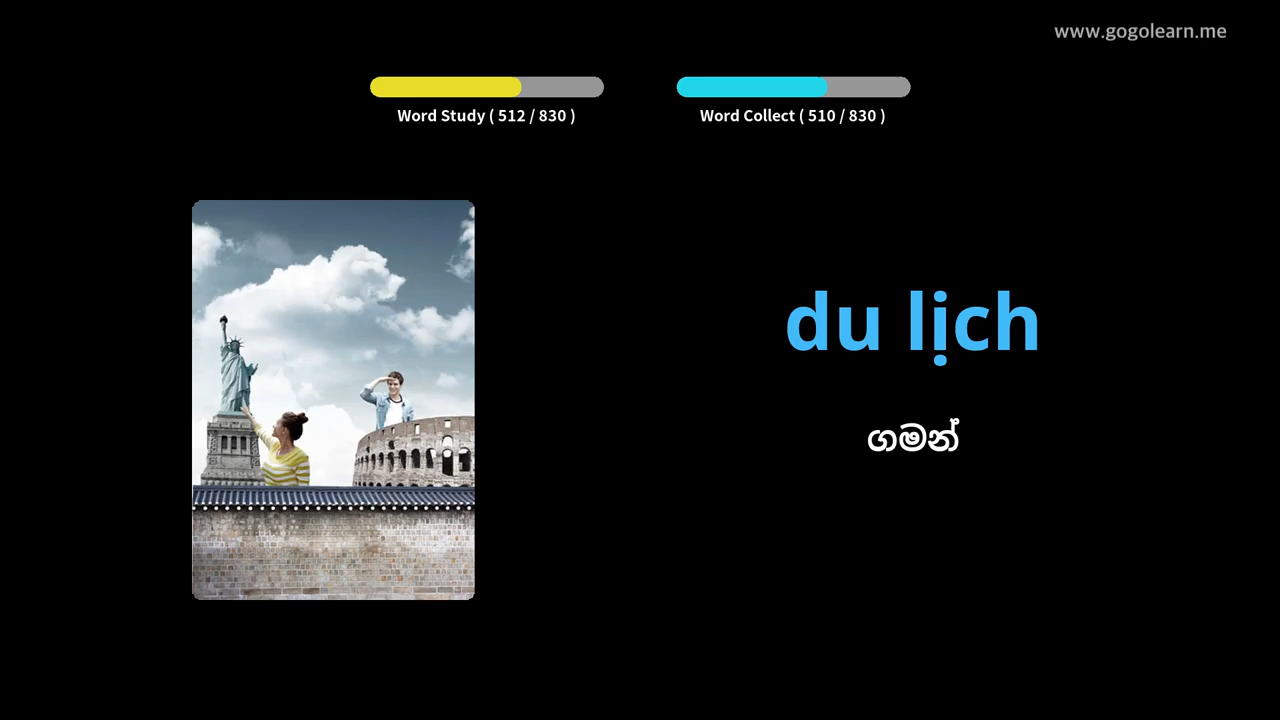 www.gogolearn.me
Word Study ( 512 / 830 )
Word Collect ( 510 / 830 )
du lịch
ගමන්